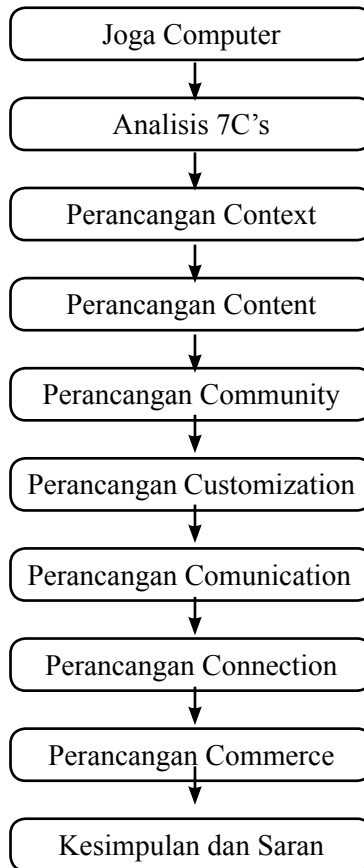 Joga Computer
Analisis 7C’s
Perancangan Context
Perancangan Content
Perancangan Community
Perancangan Customization
Perancangan Comunication
Perancangan Connection
Perancangan Commerce
Kesimpulan dan Saran